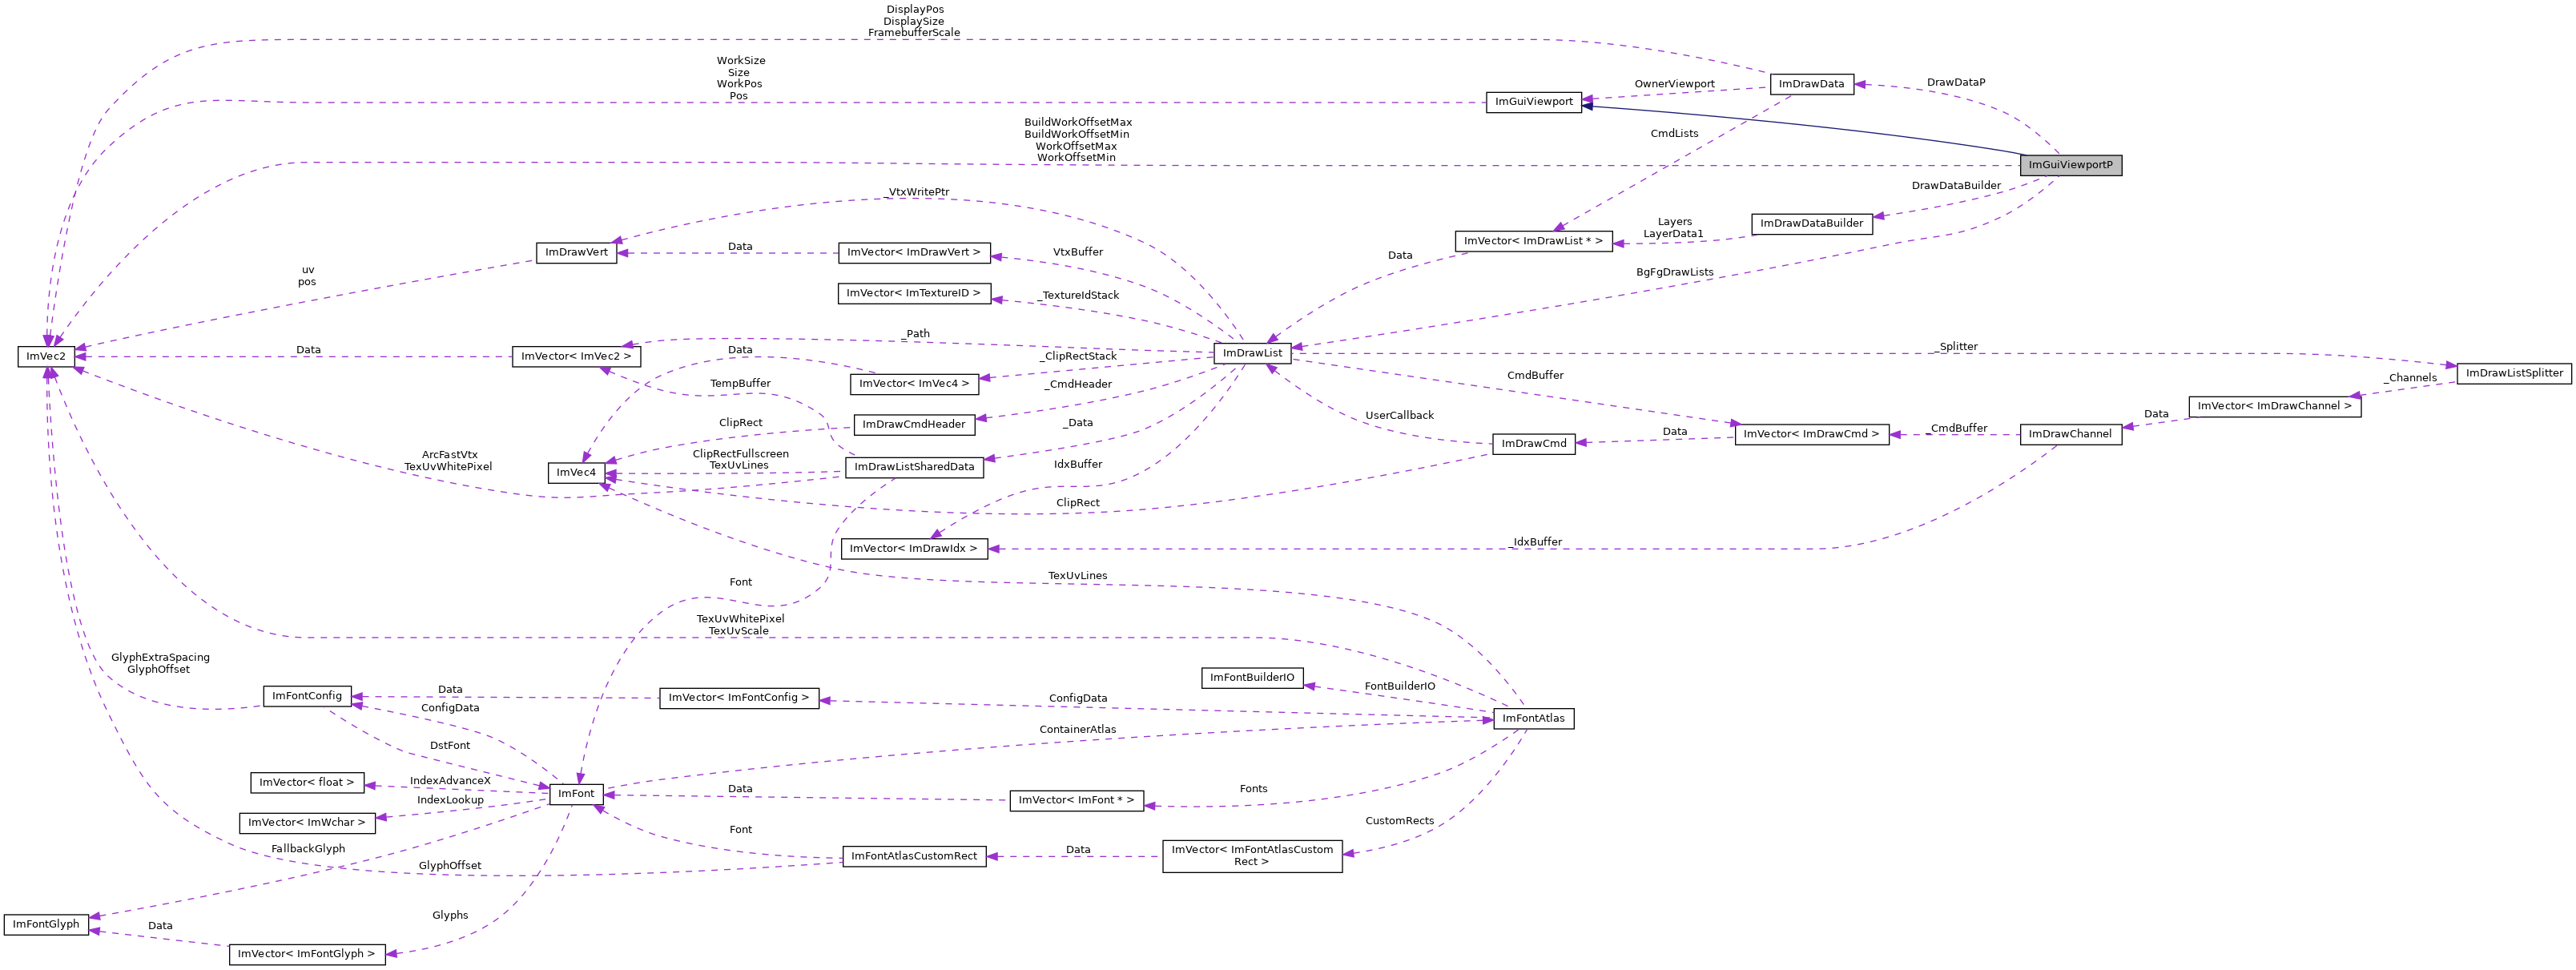 DisplayPos
DisplaySize
FramebufferScale
WorkSize
Size
WorkPos
Pos
OwnerViewport
ImDrawData
DrawDataP
ImGuiViewport
CmdLists
BuildWorkOffsetMax
BuildWorkOffsetMin
WorkOffsetMax
WorkOffsetMin
ImGuiViewportP
_VtxWritePtr
DrawDataBuilder
Layers
LayerData1
ImDrawDataBuilder
ImVector< ImDrawList * >
ImDrawVert
Data
ImVector< ImDrawVert >
VtxBuffer
Data
BgFgDrawLists
uv
pos
ImVector< ImTextureID >
_TextureIdStack
ImVec2
Data
ImVector< ImVec2 >
_Path
Data
_ClipRectStack
ImDrawList
_Splitter
ImVector< ImVec4 >
TempBuffer
_CmdHeader
CmdBuffer
ImDrawListSplitter
_Channels
ClipRect
ImDrawCmdHeader
_Data
UserCallback
ImVector< ImDrawChannel >
Data
ArcFastVtx
TexUvWhitePixel
ImVec4
ClipRectFullscreen
TexUvLines
ImDrawListSharedData
IdxBuffer
ImDrawCmd
Data
ImVector< ImDrawCmd >
_CmdBuffer
ImDrawChannel
ClipRect
ImVector< ImDrawIdx >
_IdxBuffer
Font
TexUvLines
TexUvWhitePixel
TexUvScale
GlyphExtraSpacing
GlyphOffset
ImFontConfig
Data
ConfigData
ImVector< ImFontConfig >
ConfigData
ImFontBuilderIO
FontBuilderIO
ImFontAtlas
ContainerAtlas
DstFont
ImVector< float >
IndexAdvanceX
ImFont
Data
ImVector< ImFont * >
Fonts
IndexLookup
ImVector< ImWchar >
CustomRects
Font
FallbackGlyph
GlyphOffset
ImFontAtlasCustomRect
Data
ImVector< ImFontAtlasCustom
Rect >
Glyphs
ImFontGlyph
Data
ImVector< ImFontGlyph >